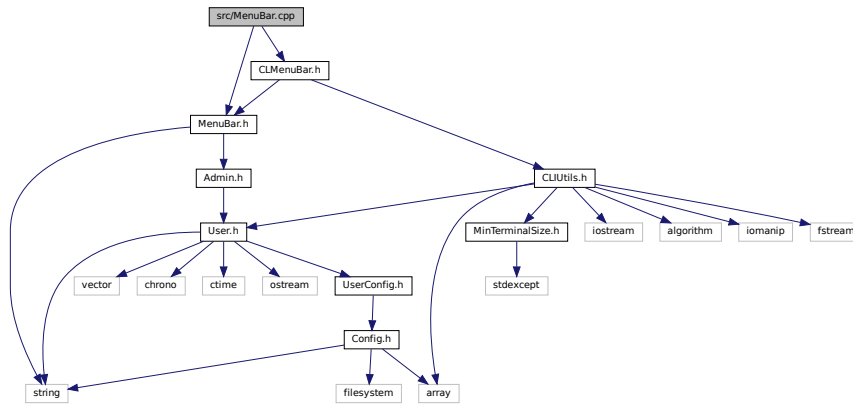 src/MenuBar.cpp
CLMenuBar.h
MenuBar.h
Admin.h
CLIUtils.h
User.h
MinTerminalSize.h
iostream
algorithm
iomanip
fstream
vector
chrono
ctime
ostream
UserConfig.h
stdexcept
Config.h
string
filesystem
array